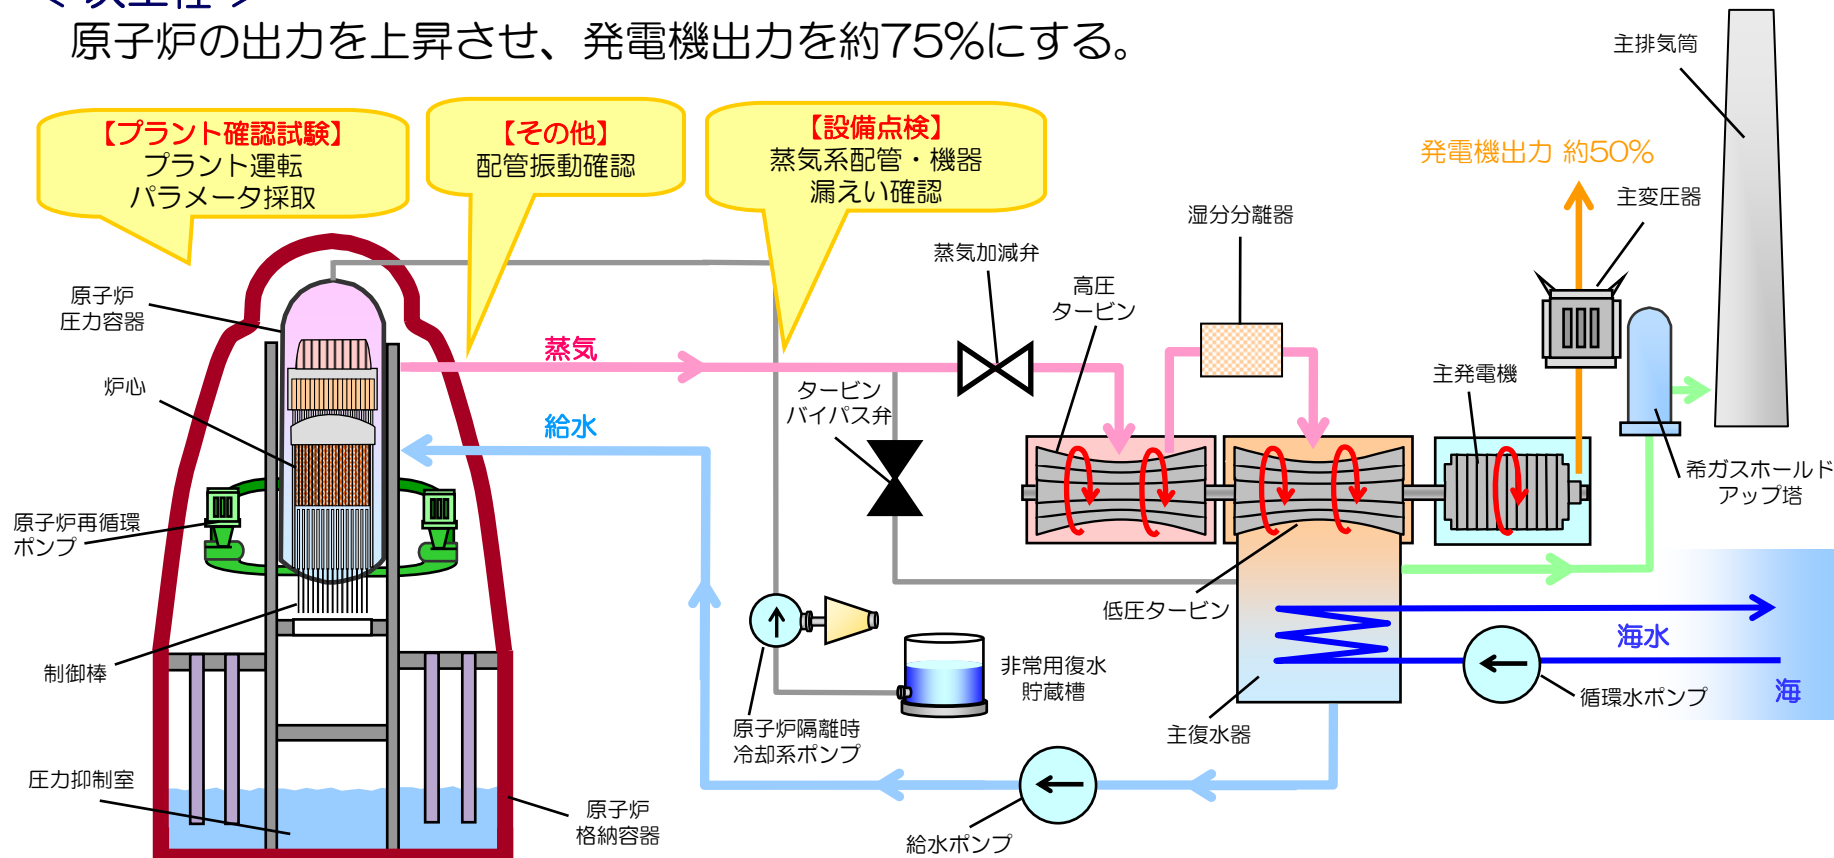 原子炉の出力を上昇させ、発電機出力を約75%にする。
主排気筒
【プラント確認試験】
プラント運転
パラメータ採取
【その他】
配管振動確認
【設備点検】
蒸気系配管・機器
漏えい確認
発電機出力 約50%
主変圧器
湿分分離器
蒸気加減弁
高圧
タービン
原子炉
圧力容器
蒸気
炉心
タービン
バイパス弁
主発電機
給水
希ガスホールド
アップ塔
原子炉再循環
ポンプ
低圧タービン
海水
制御棒
非常用復水
貯蔵槽
循環水ポンプ
海
原子炉隔離時
冷却系ポンプ
主復水器
圧力抑制室
原子炉
格納容器
給水ポンプ